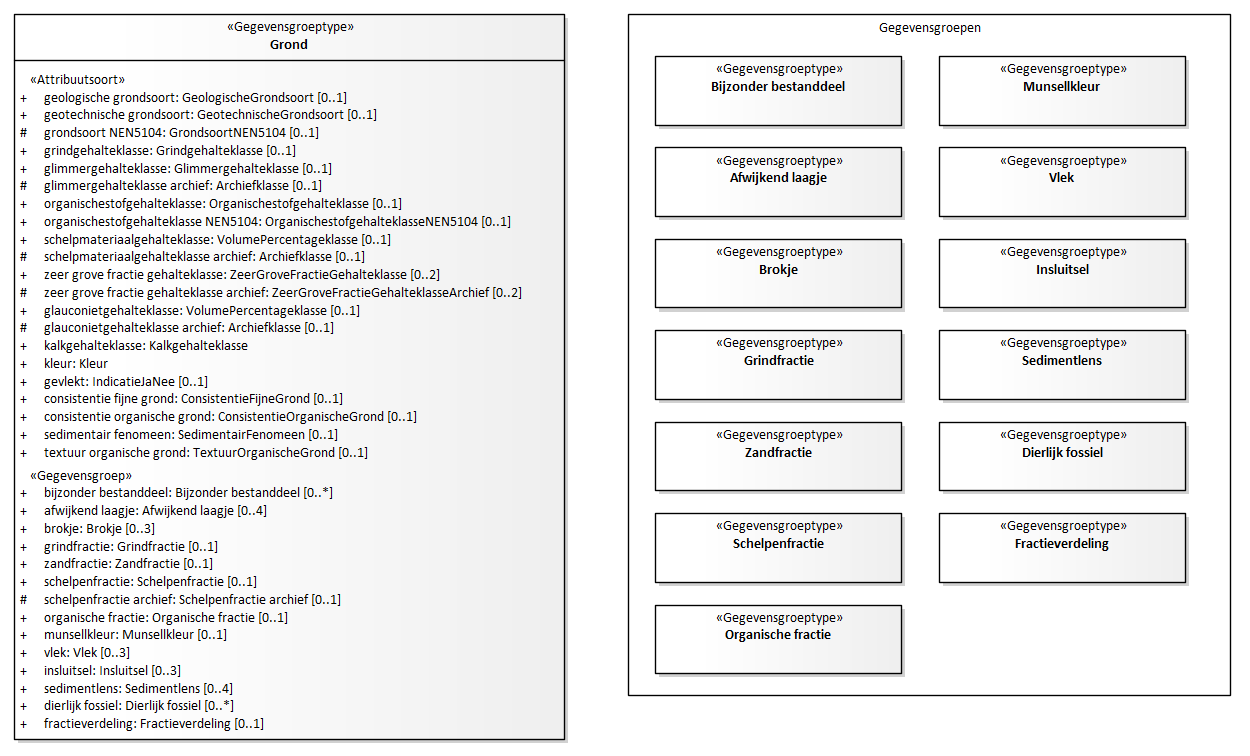 «Gegevensgroeptype»
Grond
«Attribuutsoort»
+ geologische grondsoort: GeologischeGrondsoort [0..1]
+ geotechnische grondsoort: GeotechnischeGrondsoort [0..1]
# grondsoort NEN5104: GrondsoortNEN5104 [0..1]
+ grindgehalteklasse: Grindgehalteklasse [0..1]
+ glimmergehalteklasse: Glimmergehalteklasse [0..1]
# glimmergehalteklasse archief: Archiefklasse [0..1]
+ organischestofgehalteklasse: Organischestofgehalteklasse [0..1]
+ organischestofgehalteklasse NEN5104: OrganischestofgehalteklasseNEN5104 [0..1]
+ schelpmateriaalgehalteklasse: VolumePercentageklasse [0..1]
# schelpmateriaalgehalteklasse archief: Archiefklasse [0..1]
+ zeer grove fractie gehalteklasse: ZeerGroveFractieGehalteklasse [0..2]
# zeer grove fractie gehalteklasse archief: ZeerGroveFractieGehalteklasseArchief [0..2]
+ glauconietgehalteklasse: VolumePercentageklasse [0..1]
# glauconietgehalteklasse archief: Archiefklasse [0..1]
+ kalkgehalteklasse: Kalkgehalteklasse
+ kleur: Kleur
+ gevlekt: IndicatieJaNee [0..1]
+ consistentie fijne grond: ConsistentieFijneGrond [0..1]
+ consistentie organische grond: ConsistentieOrganischeGrond [0..1]
+ sedimentair fenomeen: SedimentairFenomeen [0..1]
+ textuur organische grond: TextuurOrganischeGrond [0..1]
«Gegevensgroep»
+ bijzonder bestanddeel: Bijzonder bestanddeel [0..*]
+ afwijkend laagje: Afwijkend laagje [0..4]
+ brokje: Brokje [0..3]
+ grindfractie: Grindfractie [0..1]
+ zandfractie: Zandfractie [0..1]
+ schelpenfractie: Schelpenfractie [0..1]
# schelpenfractie archief: Schelpenfractie archief [0..1]
+ organische fractie: Organische fractie [0..1]
+ munsellkleur: Munsellkleur [0..1]
+ vlek: Vlek [0..3]
+ insluitsel: Insluitsel [0..3]
+ sedimentlens: Sedimentlens [0..4]
+ dierlijk fossiel: Dierlijk fossiel [0..*]
+ fractieverdeling: Fractieverdeling [0..1]
Gegevensgroepen
«Gegevensgroeptype»
Bijzonder bestanddeel
«Gegevensgroeptype»
Munsellkleur
«Gegevensgroeptype»
Afwijkend laagje
«Gegevensgroeptype»
Vlek
«Gegevensgroeptype»
Brokje
«Gegevensgroeptype»
Insluitsel
«Gegevensgroeptype»
Grindfractie
«Gegevensgroeptype»
Sedimentlens
«Gegevensgroeptype»
Zandfractie
«Gegevensgroeptype»
Dierlijk fossiel
«Gegevensgroeptype»
Schelpenfractie
«Gegevensgroeptype»
Fractieverdeling
«Gegevensgroeptype»
Organische fractie